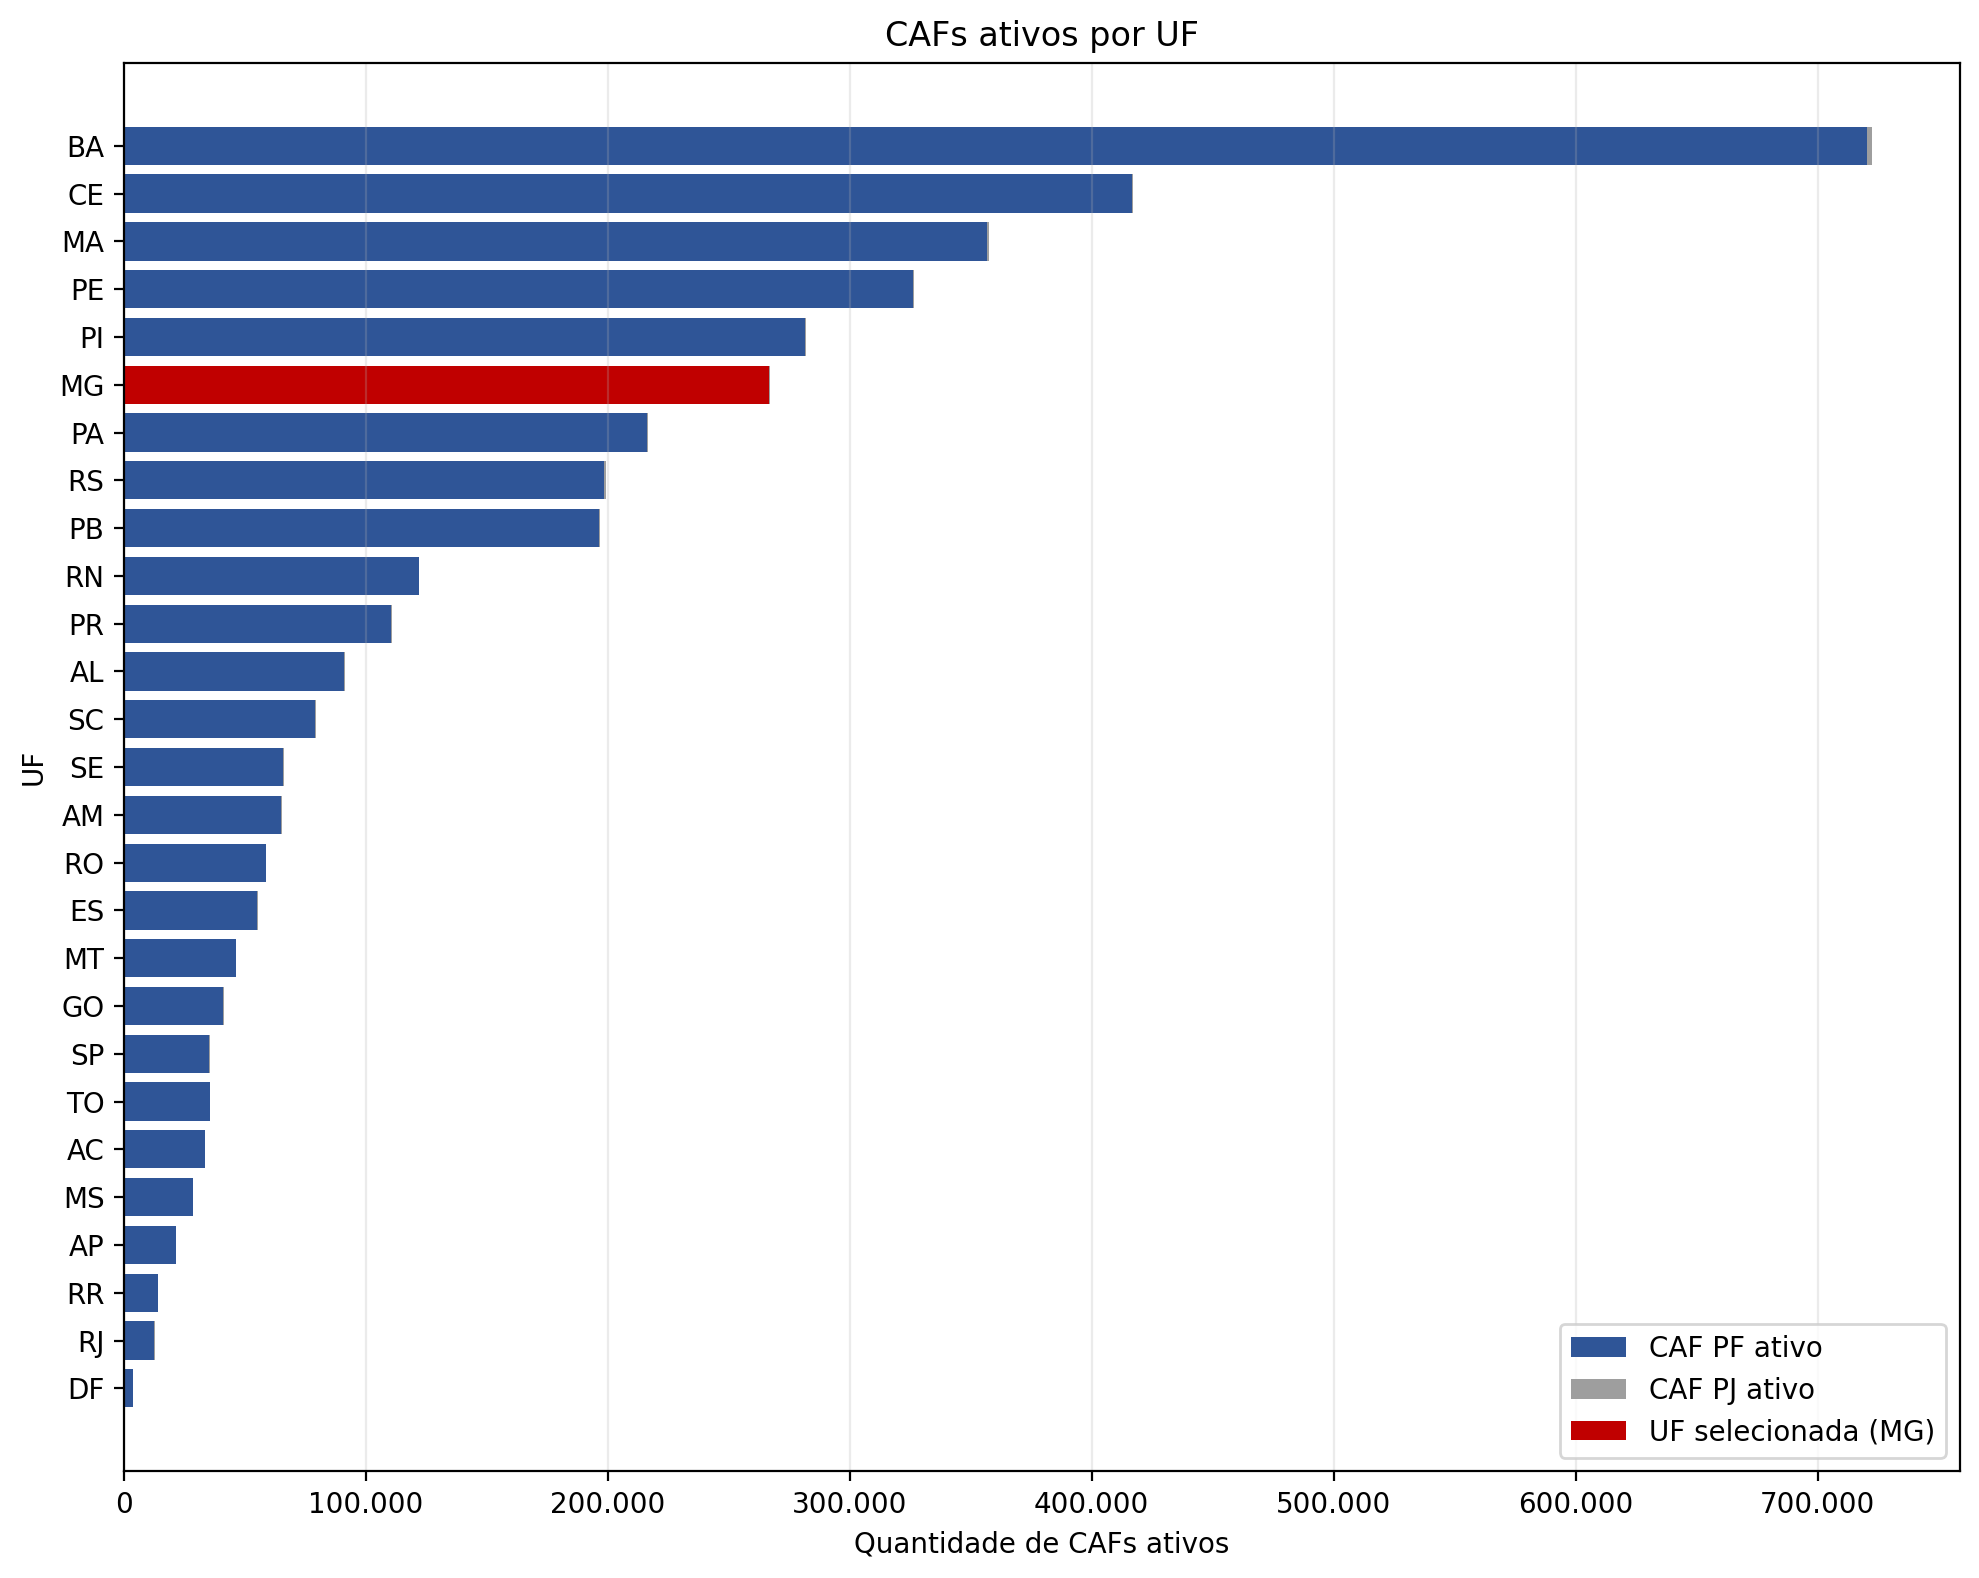 CAFs ativos por UF
BA
CE
MA
PE
PI
MG
PA
RS
PB
RN
PR
AL
SC
SE
AM
RO
ES
MT
GO
SP
TO
AC
MS
AP
RR
RJ
DF
UF
CAF PF ativo
CAF PJ ativo
UF selecionada (MG)
0 100.000 200.000 300.000 400.000 500.000 600.000 700.000
Quantidade de CAFs ativos